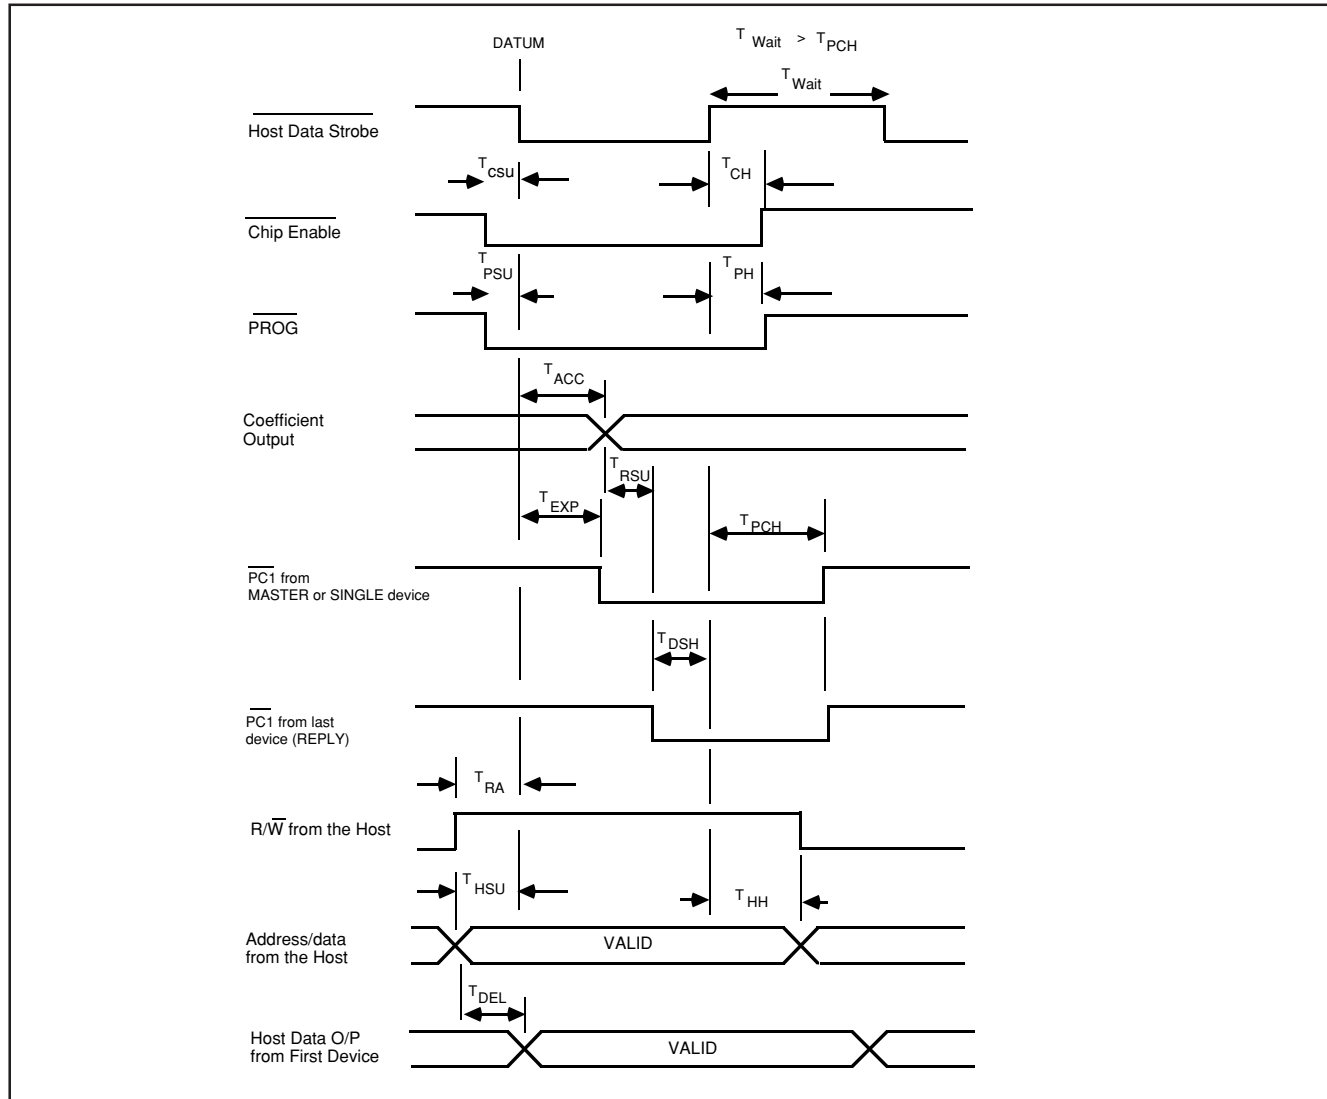 DATUM
T Wait > T PCH
T Wait
Host Data Strobe
T csu
T CH
Chip Enable
T PSU
T PH
PROG
T ACC
Coefficient
Output
T RSU
T EXP
T PCH
PC1 from
MASTER or SINGLE device
T DSH
PC1 from last
device (REPLY)
T RA
R/W from the Host
T HSU
T HH
Address/data
from the Host
VALID
T DEL
Host Data O/P
from First Device
VALID